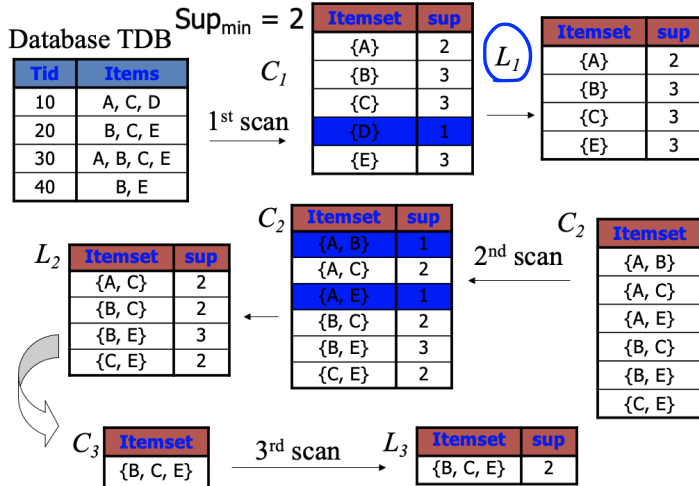 Database TDB
Tid Items
10 A, C, D
20 B, C, E
30 A, B, C, E
40 B, E
Supmin = 2
1st scan
C1
Itemset sup
{A} 2
{B} 3
{C} 3
{D} 1
{E} 3
L1
Itemset sup
{A} 2
{B} 3
{C} 3
{E} 3
C2
Itemset
{A, B}
{A, C}
{A, E}
{B, C}
{B, E}
{C, E}
2nd scan
C2
Itemset sup
{A, B} 1
{A, C} 2
{A, E} 1
{B, C} 2
{B, E} 3
{C, E} 2
L2
Itemset sup
{A, C} 2
{B, C} 2
{B, E} 3
{C, E} 2
C3
Itemset
{B, C, E}
3rd scan
L3
Itemset sup
{B, C, E} 2